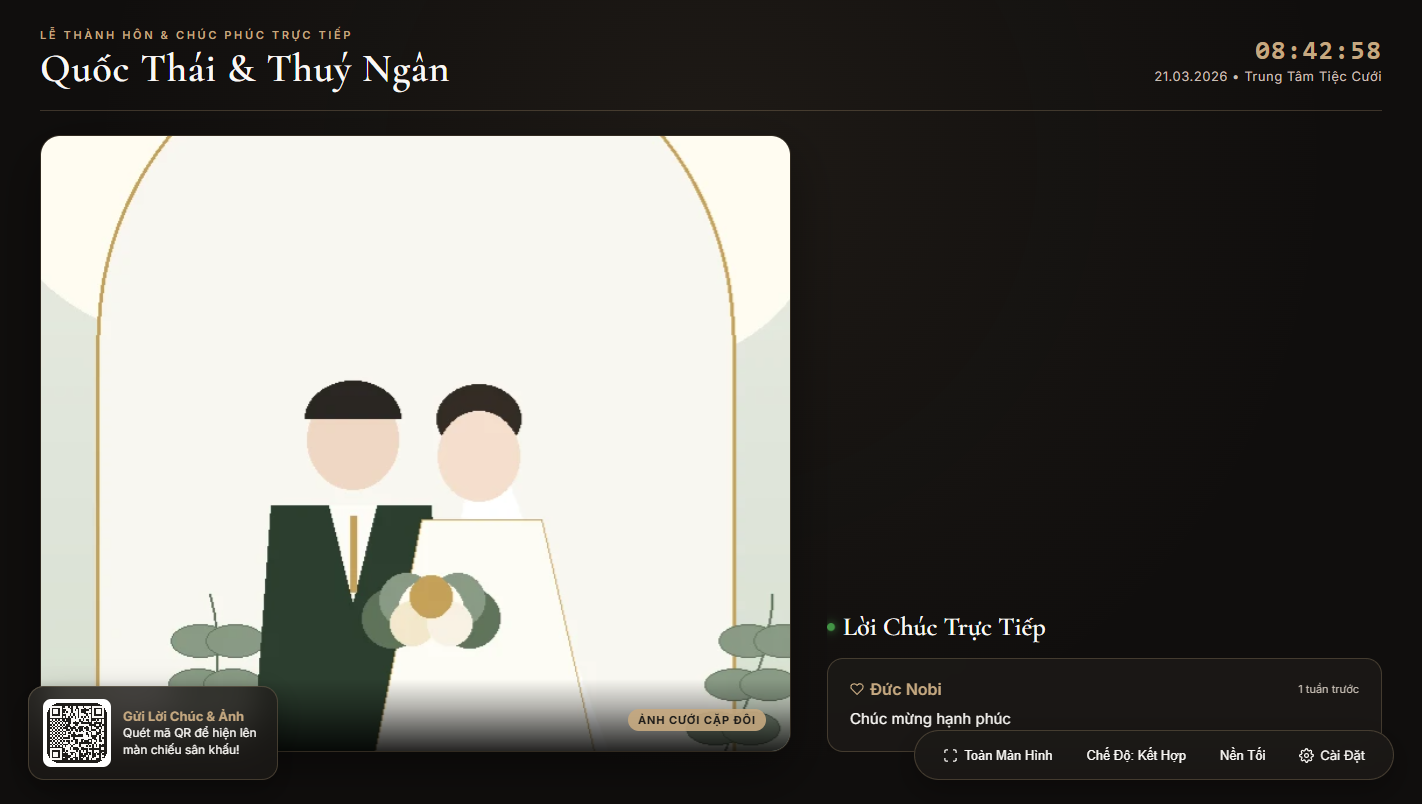 LỄ THÀNH HÔN & CHÚC PHÚC TRỰC TIẾP
Quốc Thái & Thuý Ngân
08:42:58
21.03.2026 • Trung Tâm Tiệc Cưới
ẢNH CƯỚI CẶP ĐÔI
Gửi Lời Chúc & Ảnh
Quét mã QR để hiện lên
màn chiếu sân khấu!
Lời Chúc Trực Tiếp
Đức Nobi
1 tuần trước
Chúc mừng hạnh phúc
Toàn Màn Hình
Chế Độ: Kết Hợp
Nền Tối
Cài Đặt